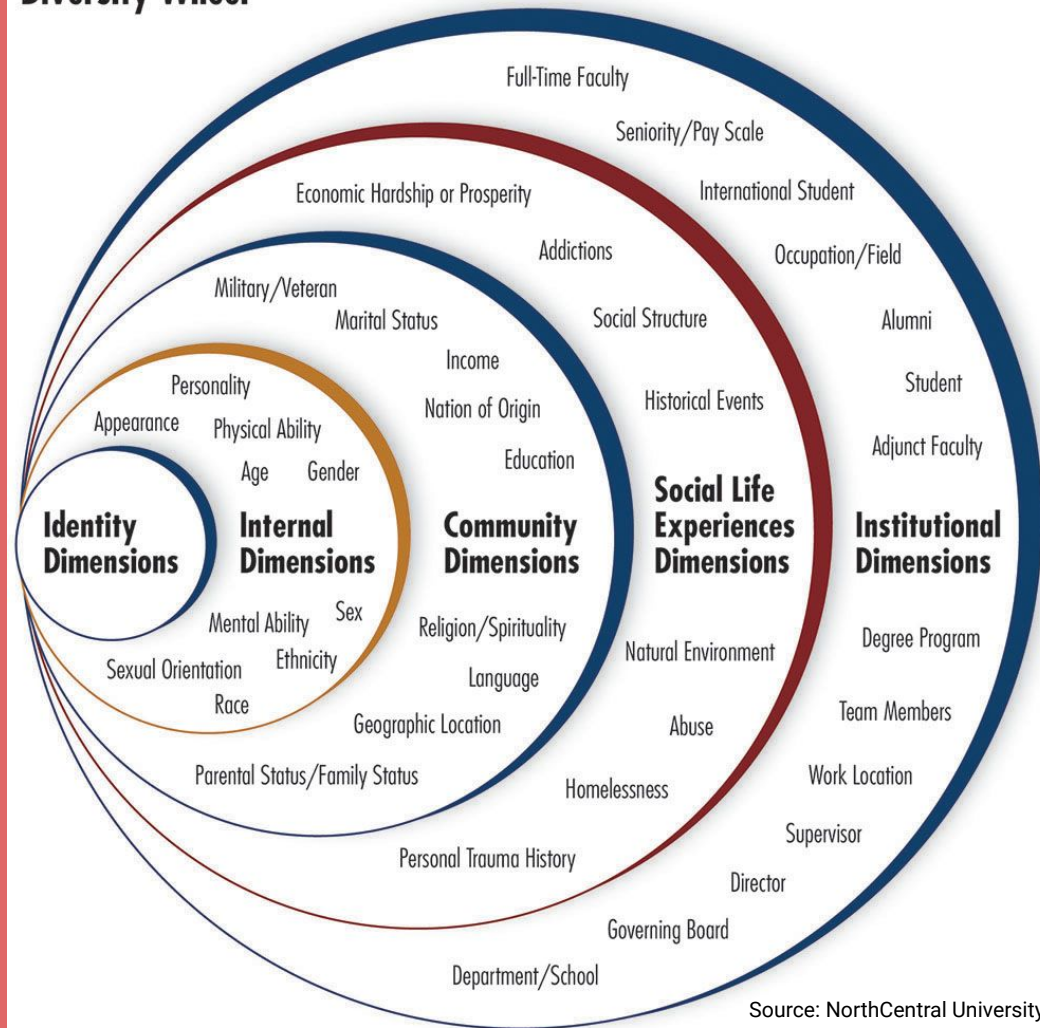 Full-Time Faculty
Seniority/Pay Scale
International Student
Occupation/Field
Alumni
Student
Adjunct Faculty
Institutional
Dimensions
Degree Program
Team Members
Work Location
Supervisor
Director
Governing Board
Department/School
Economic Hardship or Prosperity
Addictions
Social Structure
Historical Events
Social Life
Experiences
Dimensions
Natural Environment
Abuse
Homelessness
Personal Trauma History
Military/Veteran
Marital Status
Income
Nation of Origin
Education
Community
Dimensions
Religion/Spirituality
Language
Geographic Location
Parental Status/Family Status
Personality
Appearance
Physical Ability
Age
Gender
Internal
Dimensions
Sex
Mental Ability
Ethnicity
Sexual Orientation
Race
Identity
Dimensions
Source: NorthCentral University